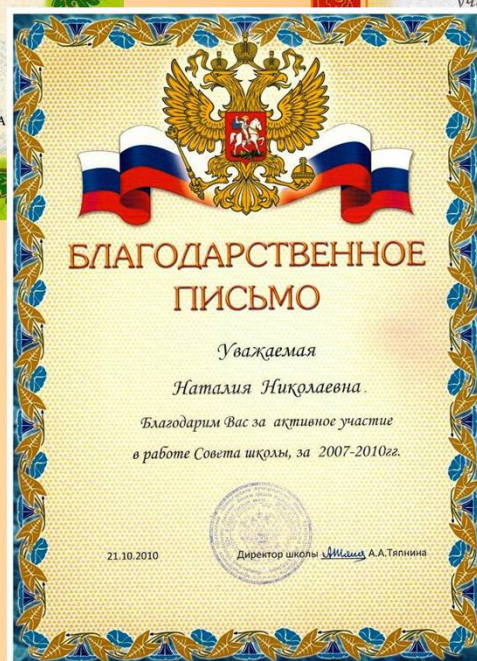 БЛАГОДАРСТВЕННОЕ
ПИСЬМО
Уважаемая
Наталия Николаевна.
Благодарим Вас за активное участие
в работе Совета школы, за 2007-2010гг.
21.10.2010 Директор школы А.А.Тяпнина